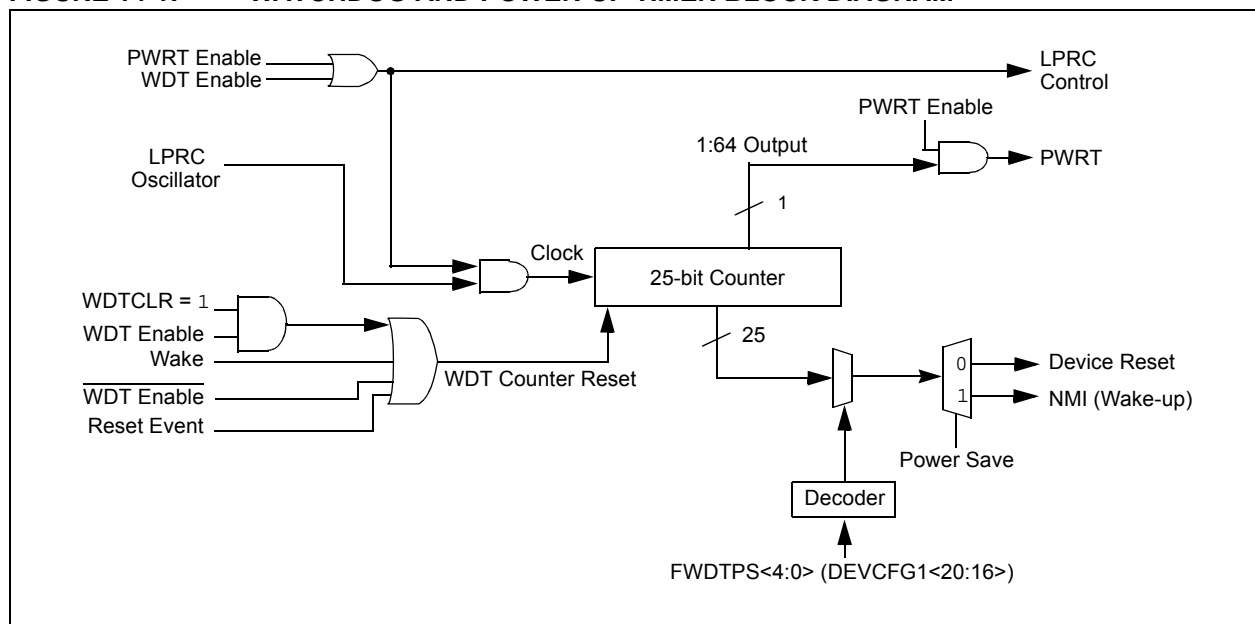 PWRT Enable
WDT Enable
LPRC
Control
PWRT Enable
1:64 Output
PWRT
LPRC
Oscillator
1
Clock
25-bit Counter
WDTCLR = 1
WDT Enable
Wake
WDT Enable
Reset Event
WDT Counter Reset
25
0
1
Device Reset
NMI (Wake-up)
Power Save
Decoder
FWDTPS<4:0> (DEVCFG1<20:16>)